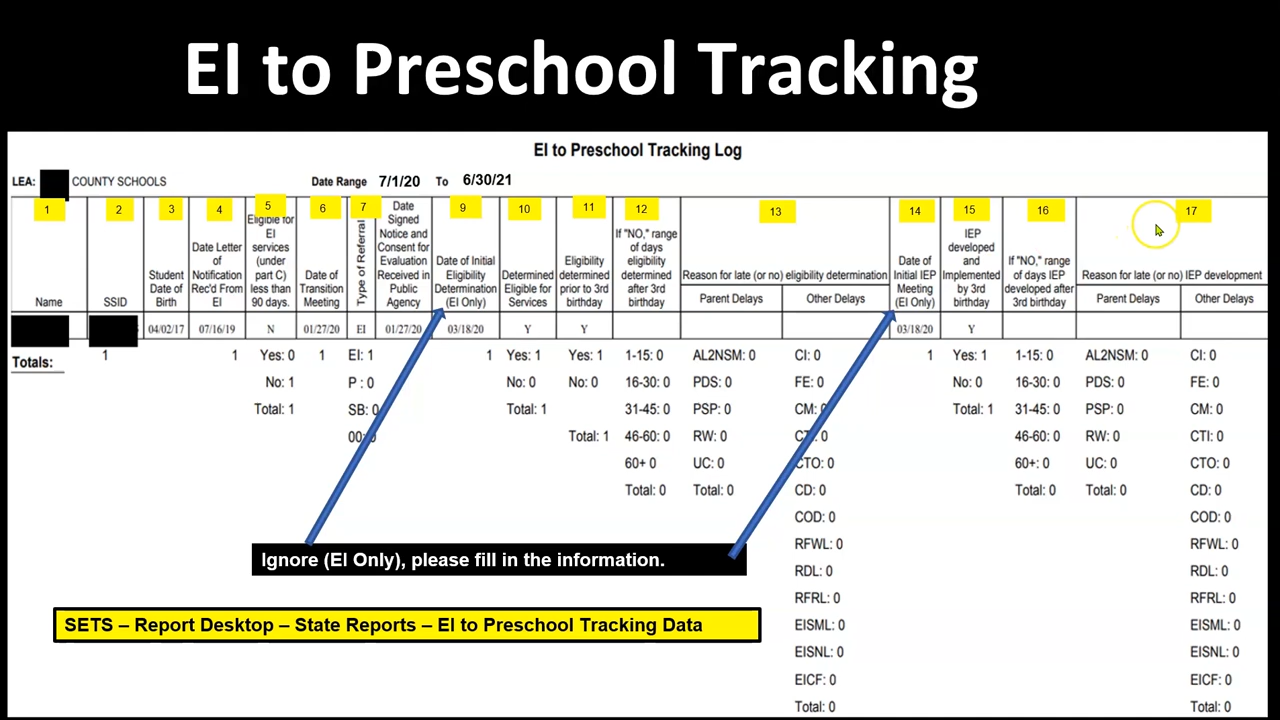 EI to Preschool Tracking
EI to Preschool Tracking Log
LEA: COUNTY SCHOOLS Date Range 7/1/20 To 6/30/21
1 2 3 4 5 6 7 9 10 11 12 13 14 15 16 17
Name
SSID
Student
Date of
Birth
Date Letter
of
Notification
Rec'd From
EI
Eligible for
EI
services
(under
part C)
less than
90 days.
Date of
Transition
Meeting
Type of Referral
Date
Signed
Notice and
Consent for
Evaluation
Received in
Public
Agency
Date of Initial
Eligibility
Determination
(EI Only)
Determined
Eligible for
Services
Eligibility
determined
prior to 3rd
birthday
If "NO," range
of days
eligibility
determined
after 3rd
birthday
Reason for late (or no) eligibility determination
Parent Delays Other Delays
Date of
Initial IEP
Meeting
(EI Only)
IEP
developed
and
Implemented
by 3rd
birthday
If "NO," range
of days IEP
developed after
3rd birthday
Reason for late (or no) IEP development
Parent Delays Other Delays
04/02/17 07/16/19 N 01/27/20 EI 01/27/20 03/18/20 Y Y 03/18/20 Y
Totals: 1 1 Yes: 0 1 EI: 1 1 Yes: 1 Yes: 1 1-15: 0 AL2NSM: 0 CI: 0 1 Yes: 1 1-15: 0 AL2NSM: 0 CI: 0
No: 1 P : 0 No: 0 No: 0 16-30: 0 PDS: 0 FE: 0 No: 0 16-30: 0 PDS: 0 FE: 0
Total: 1 SB: 0 Total: 1 31-45: 0 PSP: 0 CM: 0 Total: 1 31-45: 0 PSP: 0 CM: 0
Total: 1 46-60: 0 RW: 0 46-60: 0 RW: 0 CTI: 0
60+ 0 UC: 0 CTO: 0 60+: 0 UC: 0 CTO: 0
Total: 0 Total: 0 CD: 0 Total: 0 Total: 0 CD: 0
COD: 0 COD: 0
RFWL: 0 RFWL: 0
Ignore (EI Only), please fill in the information.
RDL: 0 RDL: 0
RFRL: 0 RFRL: 0
SETS – Report Desktop – State Reports – EI to Preschool Tracking Data
EISML: 0 EISML: 0
EISNL: 0 EISNL: 0
EICF: 0 EICF: 0
Total: 0 Total: 0